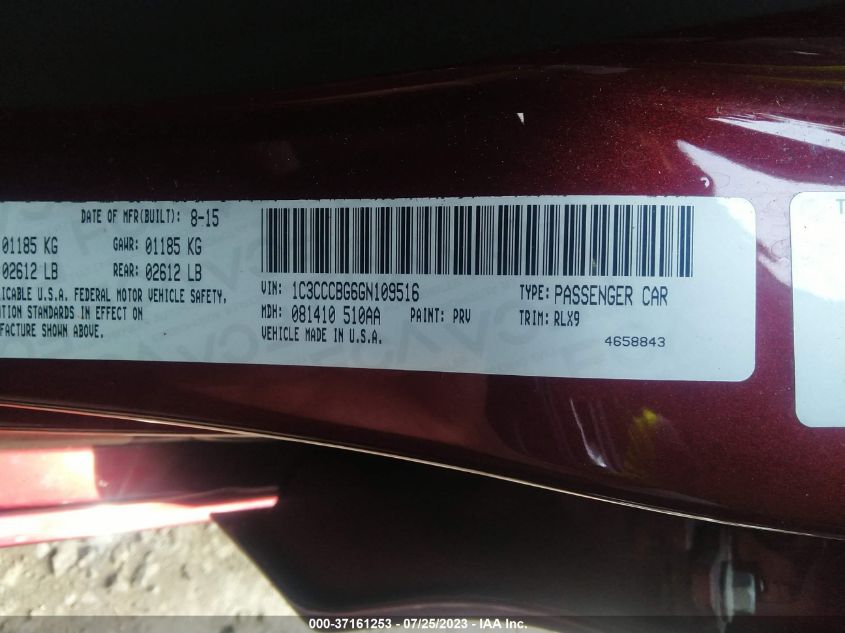 DATE OF MFR(BUILT): 8-15
01185 KG GAWR: 01185 KG
02612 LB REAR: 02612 LB
LICABLE U.S.A. FEDERAL MOTOR VEHICLE SAFETY,
TION STANDARDS IN EFFECT ON
FACTURE SHOWN ABOVE.
VIN: 1C3CCCBG6GN109516 TYPE: PASSENGER CAR
MDH: 081410 510AA PAINT: PRV TRIM: RLX9
VEHICLE MADE IN U.S.A. 4658843
T
000-37161253 - 07/25/2023 - IAA Inc.